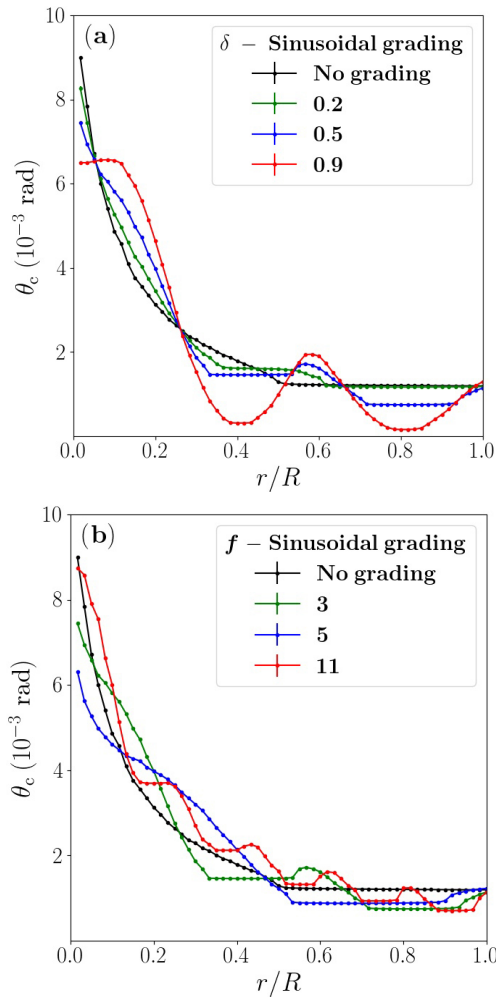 (a)
δ − Sinusoidal grading
No grading
0.2
0.5
0.9
10
8
6
4
2
θc (10⁻³ rad)
0.0 0.2 0.4 0.6 0.8 1.0
r/R
(b)
f − Sinusoidal grading
No grading
3
5
11
10
8
6
4
2
θc (10⁻³ rad)
0.0 0.2 0.4 0.6 0.8 1.0
r/R